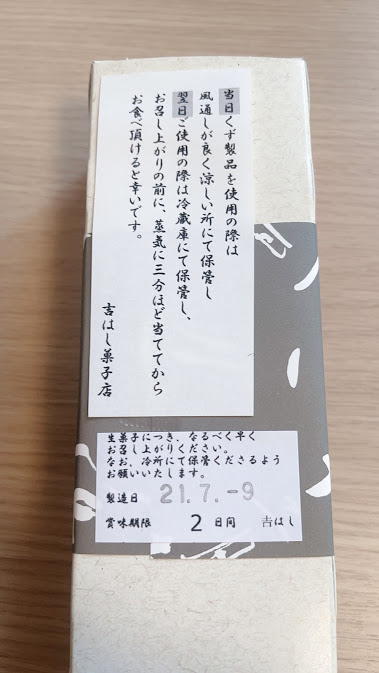 当日くず製品を使用の際は
風通しが良く涼しい所にて保管し
翌日ご使用の際は冷蔵庫にて保管し、
お召し上がりの前に、蒸気に三分ほど当ててから
お食べ頂けると幸いです。
吉はし菓子店
生菓子につき、なるべく早く
お召し上がりください。
なお、冷所にて保管くださるよう
お願いいたします。
製造日 21.7.-9
賞味期限 2 日間 吉はし